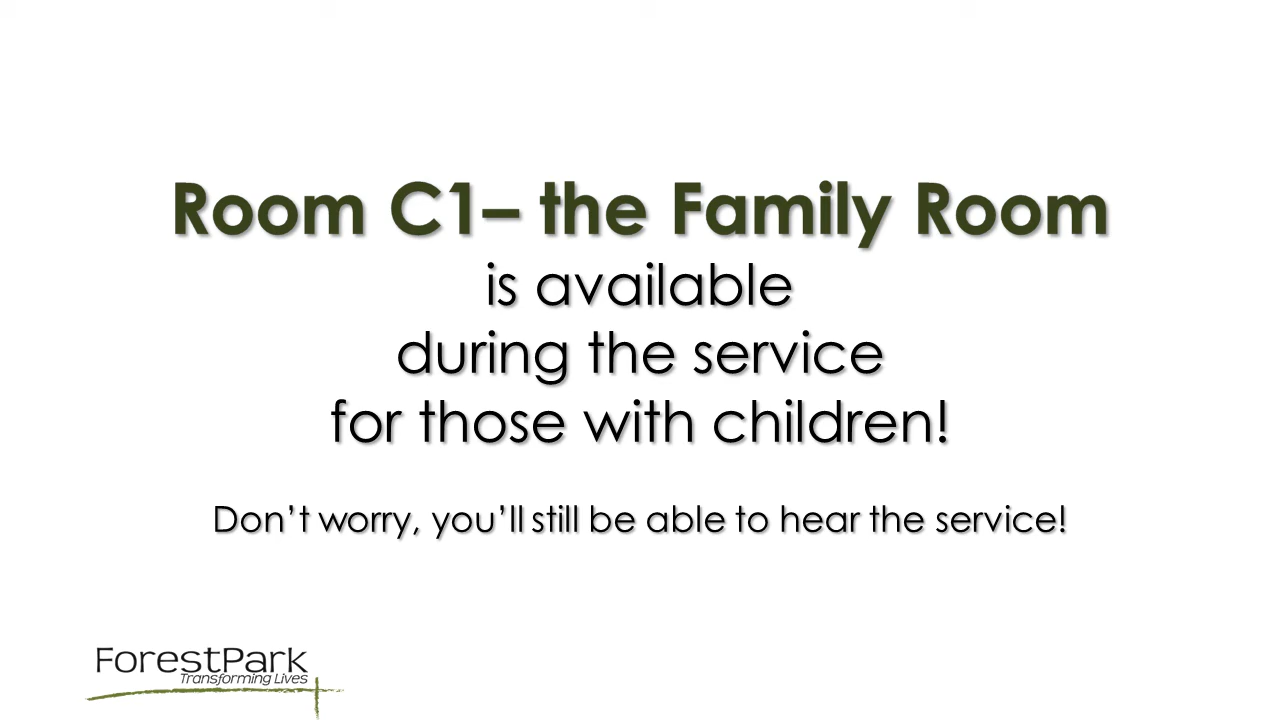 Room C1– the Family Room
is available
during the service
for those with children!
Don’t worry, you’ll still be able to hear the service!
ForestPark
Transforming Lives